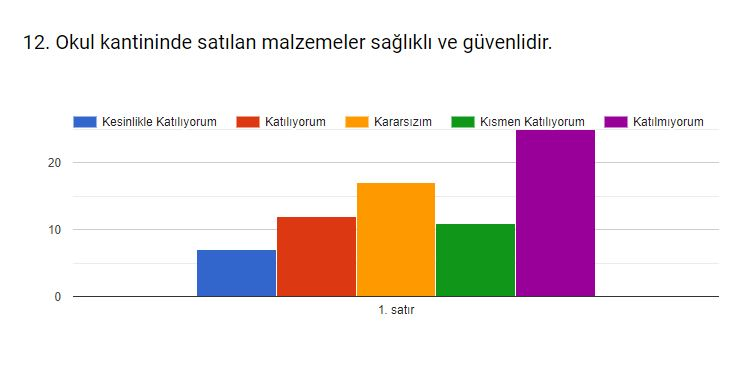 12. Okul kantininde satılan malzemeler sağlıklı ve güvenlidir.
Kesinlikle Katılıyorum Katılıyorum Kararsızım Kısmen Katılıyorum Katılmıyorum
20
10
0
1. satır